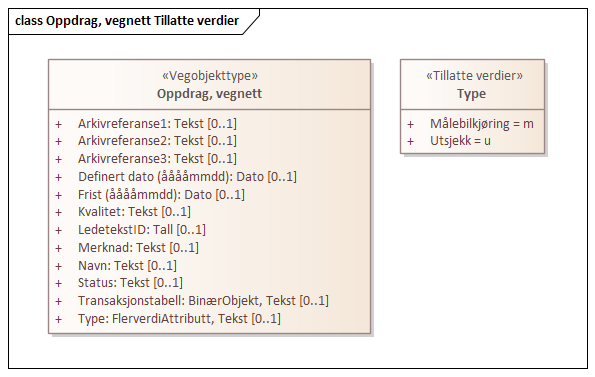 class Oppdrag, vegnett Tillatte verdier
«Vegobjekttype»
Oppdrag, vegnett
+ Arkivreferanse1: Tekst [0..1]
+ Arkivreferanse2: Tekst [0..1]
+ Arkivreferanse3: Tekst [0..1]
+ Definert dato (ååååmmdd): Dato [0..1]
+ Frist (ååååmmdd): Dato [0..1]
+ Kvalitet: Tekst [0..1]
+ LedetekstID: Tall [0..1]
+ Merknad: Tekst [0..1]
+ Navn: Tekst [0..1]
+ Status: Tekst [0..1]
+ Transaksjonstabell: BinærObjekt, Tekst [0..1]
+ Type: FlerverdiAttributt, Tekst [0..1]
«Tillatte verdier»
Type
+ Målebilkjøring = m
+ Utsjekk = u